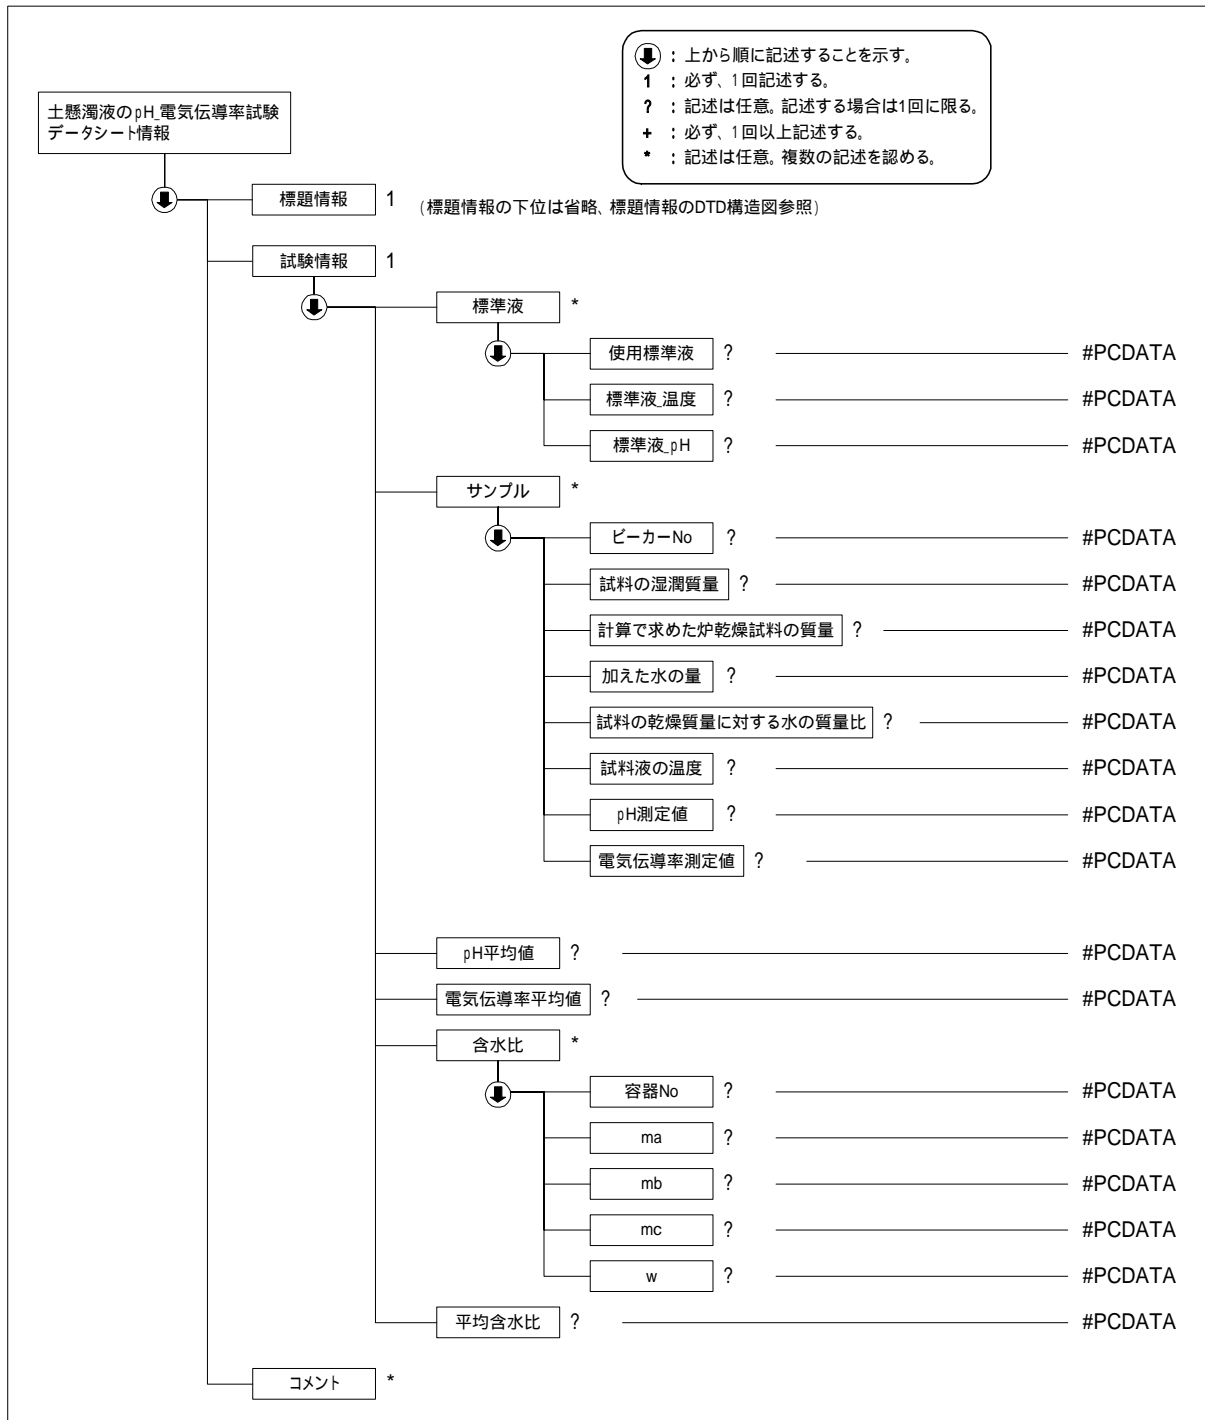 ↓ : 上から順に記述することを示す。
1 : 必ず、1回記述する。
? : 記述は任意。記述する場合は1回に限る。
+ : 必ず、1回以上記述する。
* : 記述は任意。複数の記述を認める。
土懸濁液のpH_電気伝導率試験
データシート情報
標題情報 1 (標題情報の下位は省略、標題情報のDTD構造図参照)
試験情報 1
標準液 *
使用標準液 ? #PCDATA
標準液_温度 ? #PCDATA
標準液_pH ? #PCDATA
サンプル *
ビーカーNo ? #PCDATA
試料の湿潤質量 ? #PCDATA
計算で求めた炉乾燥試料の質量 ? #PCDATA
加えた水の量 ? #PCDATA
試料の乾燥質量に対する水の質量比 ? #PCDATA
試料液の温度 ? #PCDATA
pH測定値 ? #PCDATA
電気伝導率測定値 ? #PCDATA
pH平均値 ? #PCDATA
電気伝導率平均値 ? #PCDATA
含水比 *
容器No ? #PCDATA
ma ? #PCDATA
mb ? #PCDATA
mc ? #PCDATA
w ? #PCDATA
平均含水比 ? #PCDATA
コメント *